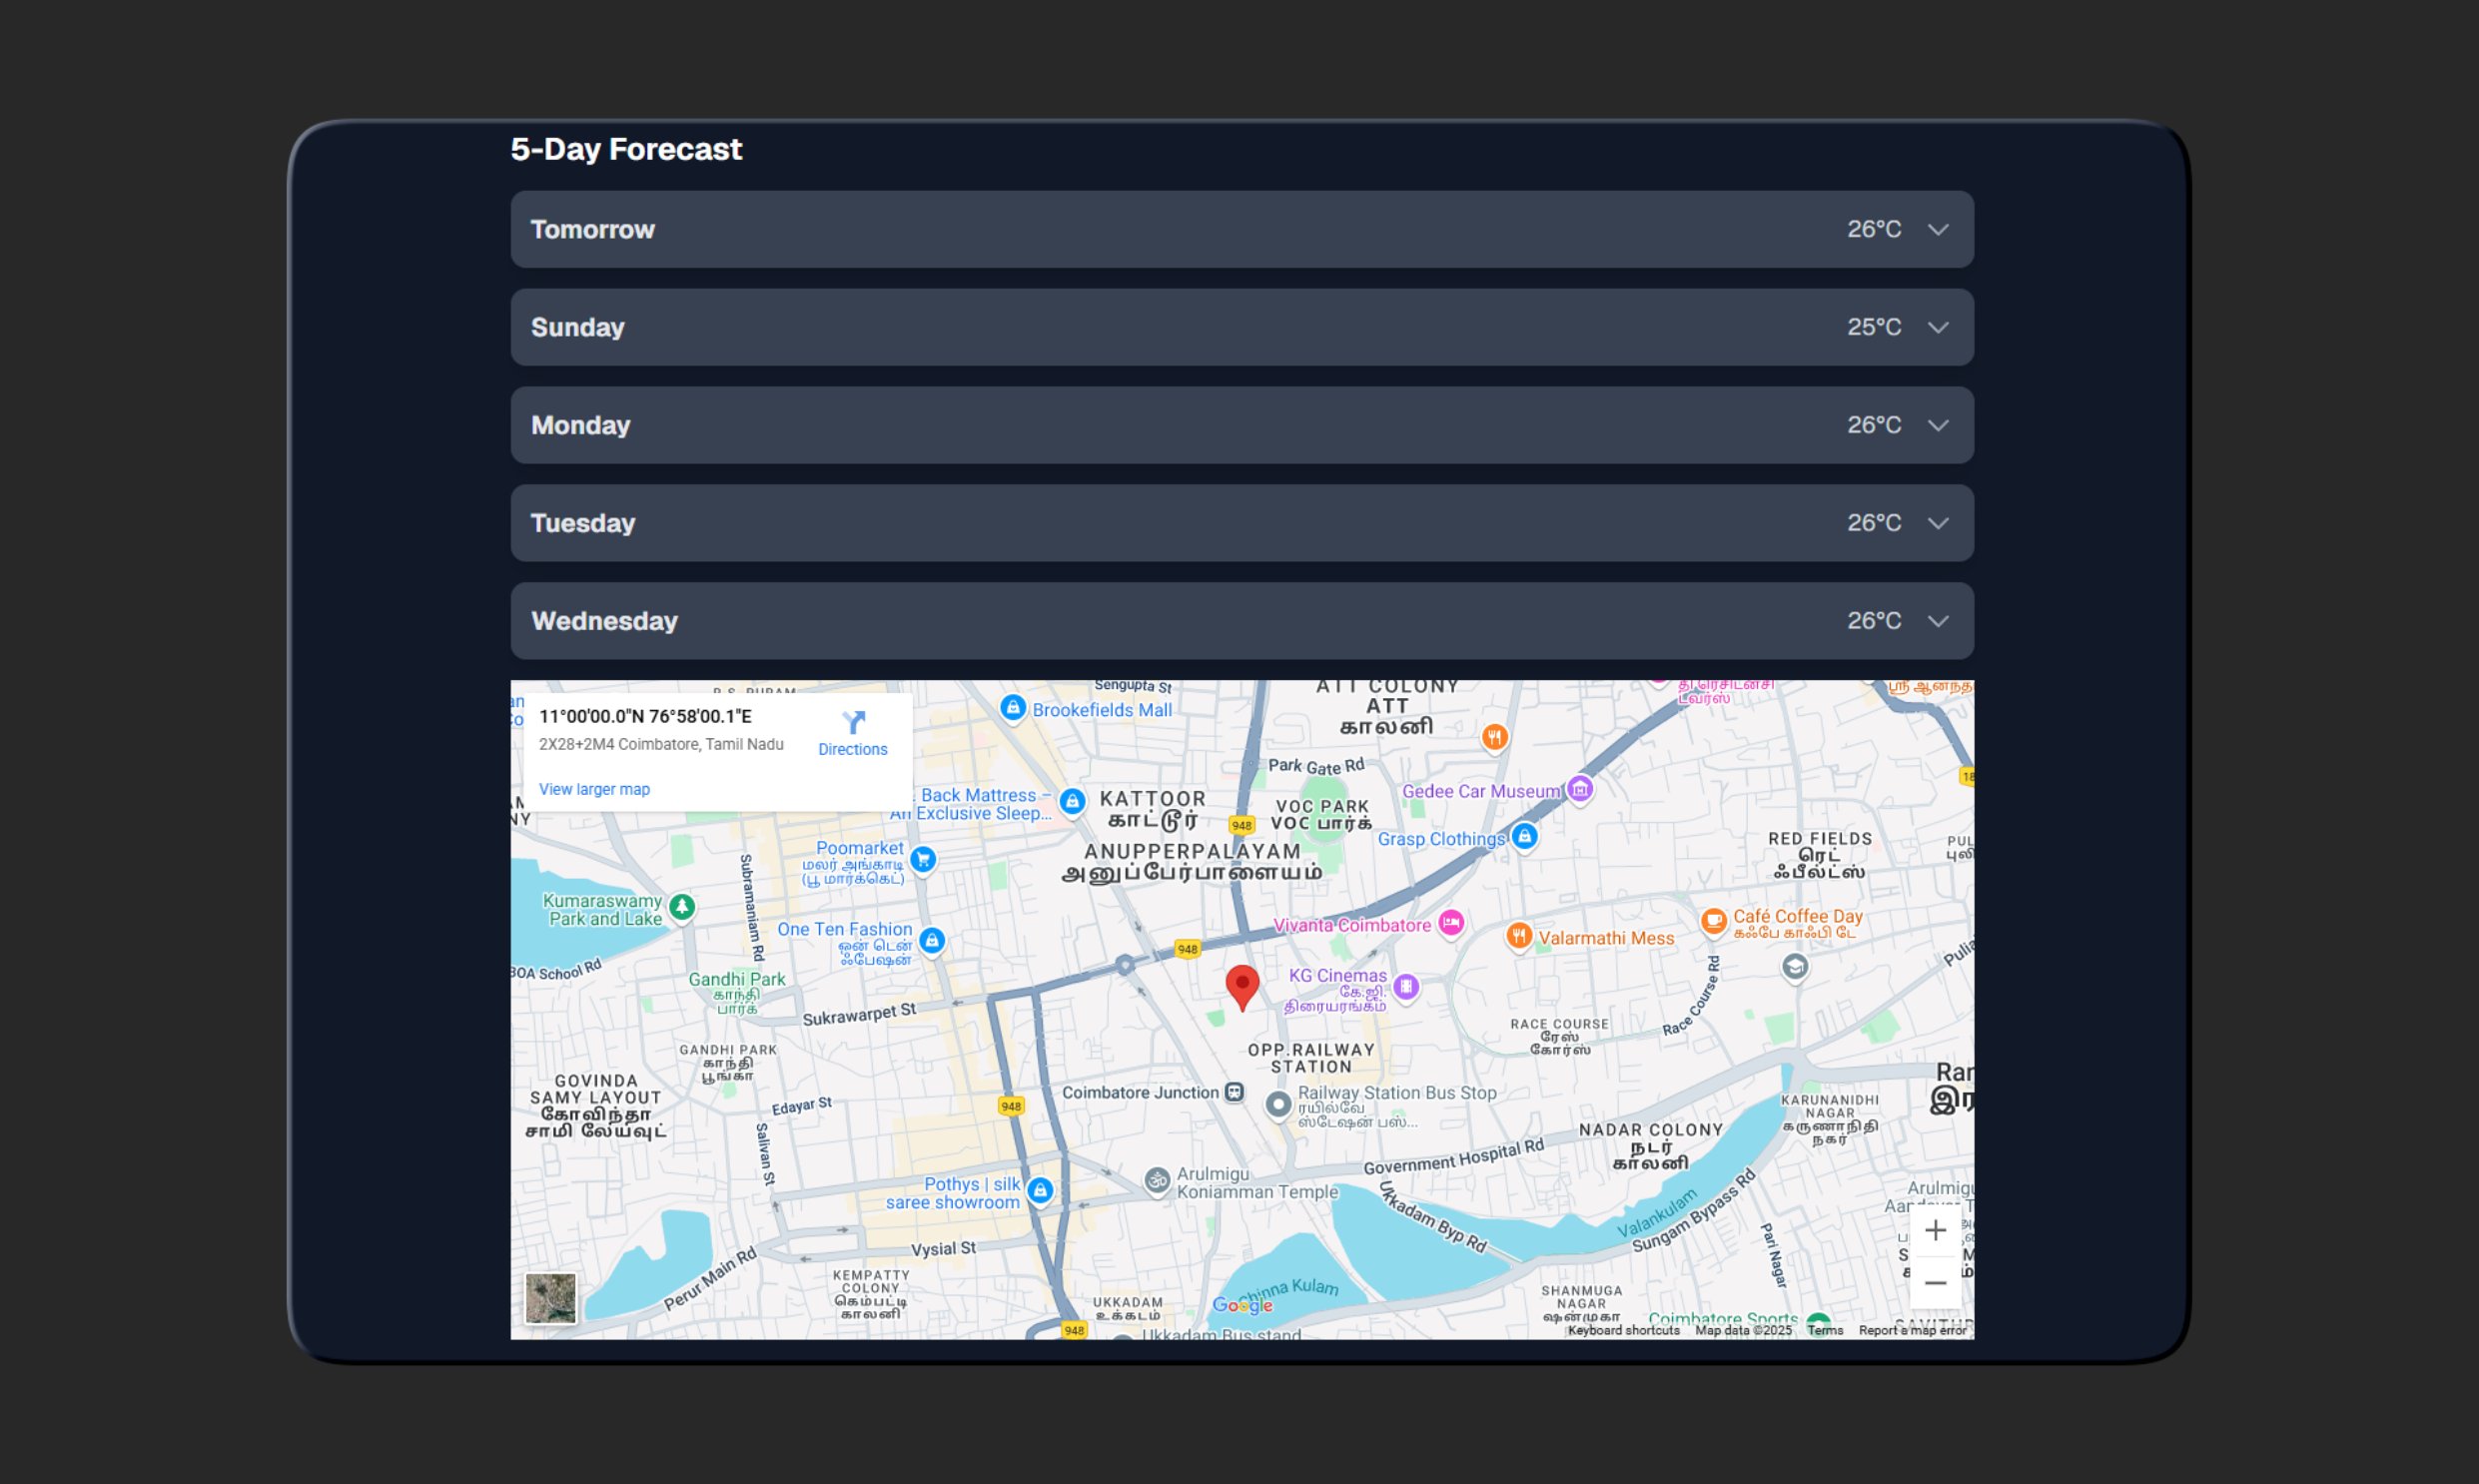 5-Day Forecast
Tomorrow 26°C
Sunday 25°C
Monday 26°C
Tuesday 26°C
Wednesday 26°C
11°00'00.0"N 76°58'00.1"E
2X28+2M4 Coimbatore, Tamil Nadu
Directions
View larger map
Sengupta St
Brookefields Mall
ATT COLONY
ATT
காலனி
டவர்ஸ்
Park Gate Rd
Gedee Car Museum
Back Mattress –
An Exclusive Sleep...
KATTOOR
காட்டூர்
VOC PARK
VOC பார்க்
948
Grasp Clothings
RED FIELDS
ரெட்
ஃபீல்ட்ஸ்
Poomarket
மலர் அங்காடி
(பூ மார்க்கெட்)
ANUPPERPALAYAM
அனுப்பேர்பாளையம்
Kumaraswamy
Park and Lake
Subramaniam Rd
One Ten Fashion
ஒன் டென்
ஃபேஷன்
Vivanta Coimbatore
Valarmathi Mess
Café Coffee Day
கஃபே காஃபி டே
948
BOA School Rd
Gandhi Park
காந்தி
பார்க்
KG Cinemas
கே.ஜி.
திரையரங்கம்
Sukrawarpet St
Race Course Rd
RACE COURSE
ரேஸ்
கோர்ஸ்
GANDHI PARK
காந்தி
பூங்கா
OPP.RAILWAY
STATION
GOVINDA
SAMY LAYOUT
கோவிந்தா
சாமி லேயவுட்
Coimbatore Junction
Railway Station Bus Stop
ரயில்வே
ஸ்டேஷன் பஸ்...
Edayar St
948
KARUNANIDHI
NAGAR
கருணாநிதி
நகர்
NADAR COLONY
நடர்
காலனி
Salivan St
Government Hospital Rd
Arulmigu
Koniamman Temple
Pothys | silk
saree showroom
Ukkadam Byp Rd
Valankulam
Sungam Bypass Rd
Pari Nagar
Vysial St
Perur Main Rd
KEMPATTY
COLONY
கெம்பட்டி
காலனி
UKKADAM
உக்கடம்
Chinna Kulam
Google
SHANMUGA
NAGAR
ஷன்முகா
நகர்
Coimbatore Sports
948
Ukkadam Bus stand
Keyboard shortcuts Map data ©2025 Terms Report a map error